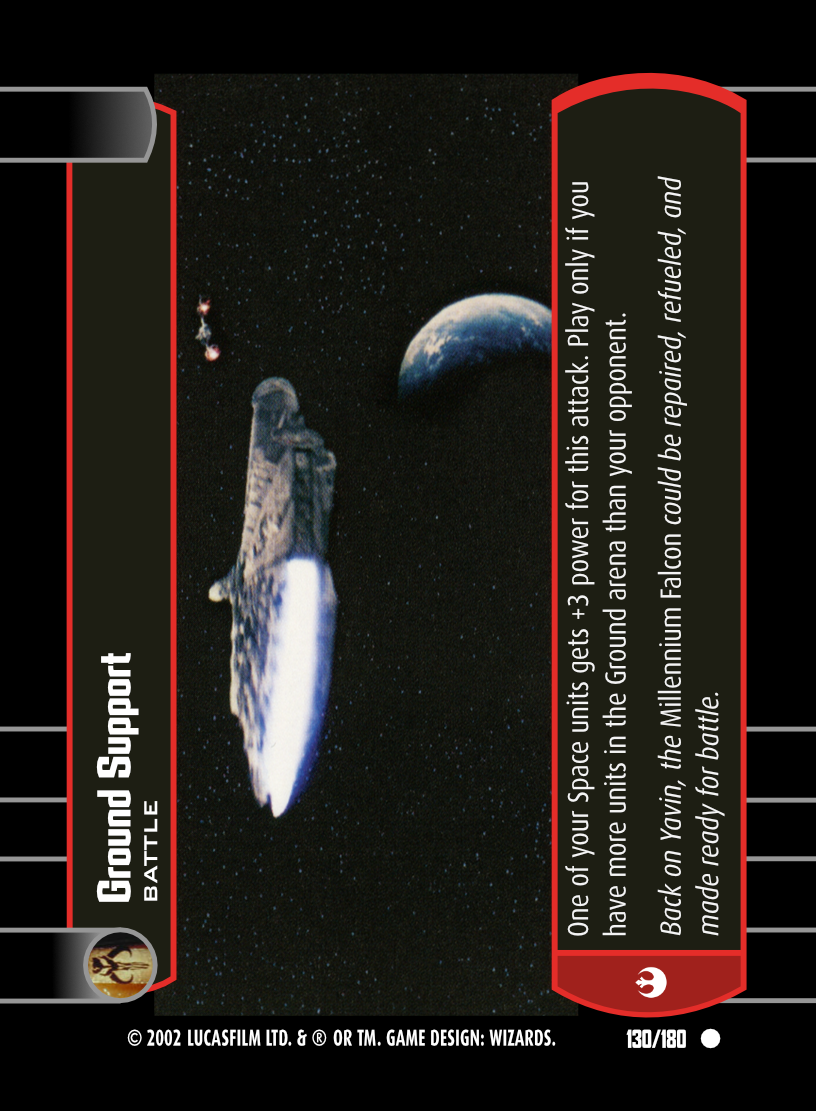 Ground Support
BATTLE
One of your Space units gets +3 power for this attack. Play only if you
have more units in the Ground arena than your opponent.
Back on Yavin, the Millennium Falcon could be repaired, refueled, and
made ready for battle.
© 2002 LUCASFILM LTD. & ® OR TM. GAME DESIGN: WIZARDS.
130/180